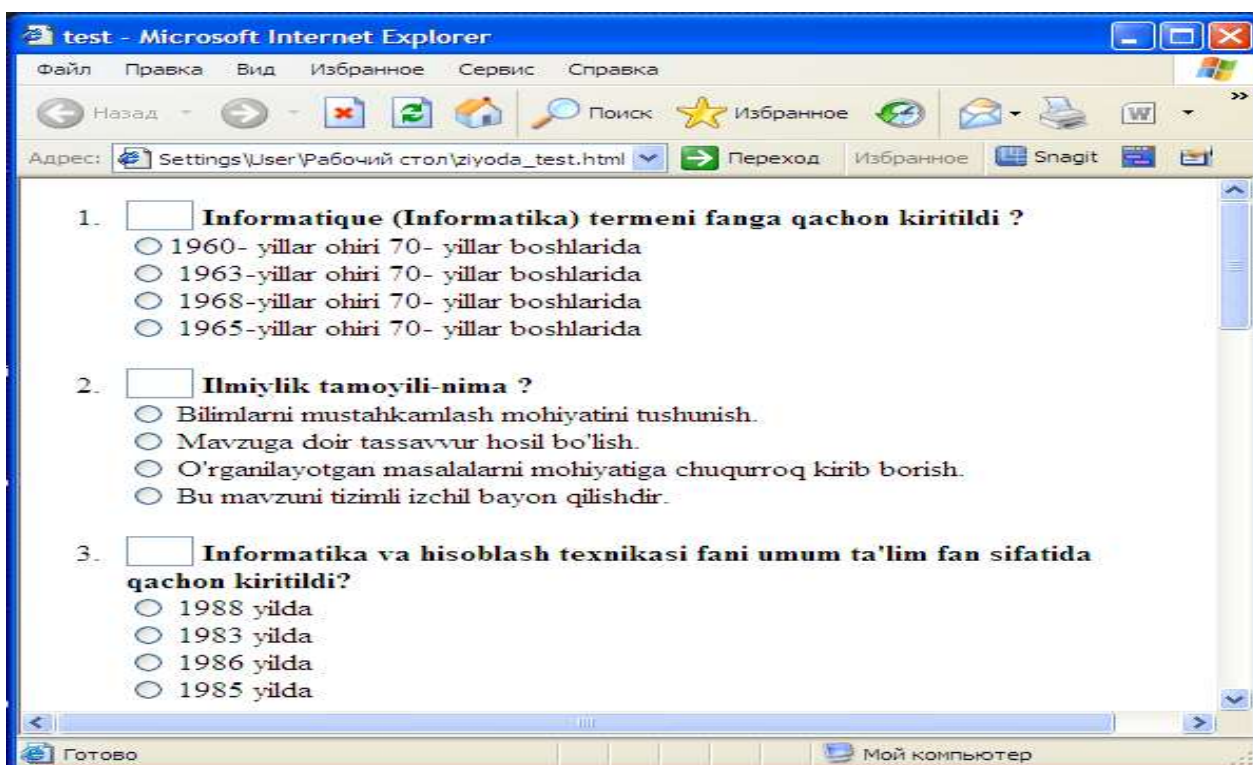 test - Microsoft Internet Explorer
Файл Правка Вид Избранное Сервис Справка
Назад Поиск Избранное »
Адрес: Settings\User\Рабочий стол\ziyoda_test.html Переход Избранное Snagit
1. Informatique (Informatika) termeni fanga qachon kiritildi ?
1960- yillar ohiri 70- yillar boshlarida
1963-yillar ohiri 70- yillar boshlarida
1968-yillar ohiri 70- yillar boshlarida
1965-yillar ohiri 70- yillar boshlarida
2. Ilmiylik tamoyili-nima ?
Bilimlarni mustahkamlash mohiyatini tushunish.
Mavzuga doir tassavvur hosil bo'lish.
O'rganilayotgan masalalarni mohiyatiga chuqurroq kirib borish.
Bu mavzuni tizimli izchil bayon qilishdir.
3. Informatika va hisoblash texnikasi fani umum ta'lim fan sifatida
qachon kiritildi?
1988 yilda
1983 yilda
1986 yilda
1985 yilda
Готово Мой компьютер